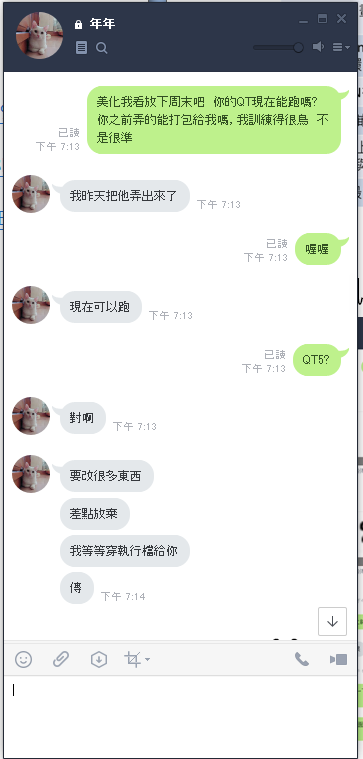 年年
美化我看放下周末吧 你的QT現在能跑嗎?
你之前弄的能打包給我嗎, 我訓練得很鳥 不
是很準
已讀
下午 7:13
我昨天把他弄出來了
下午 7:13
喔喔
已讀
下午 7:13
現在可以跑
下午 7:13
QT5?
已讀
下午 7:13
對啊
下午 7:13
要改很多東西
差點放棄
我等等穿執行檔給你
傳
下午 7:14